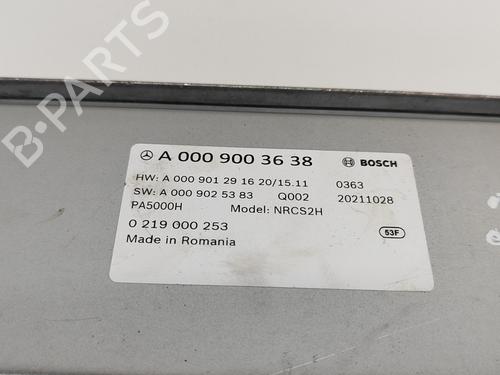 A 000 900 36 38 BOSCH
HW: A 000 901 29 16 20/15.11 0363
SW: A 000 902 53 83 Q002 20211028
PA5000H Model: NRCS2H
0 219 000 253
Made in Romania 53F
B-Parts